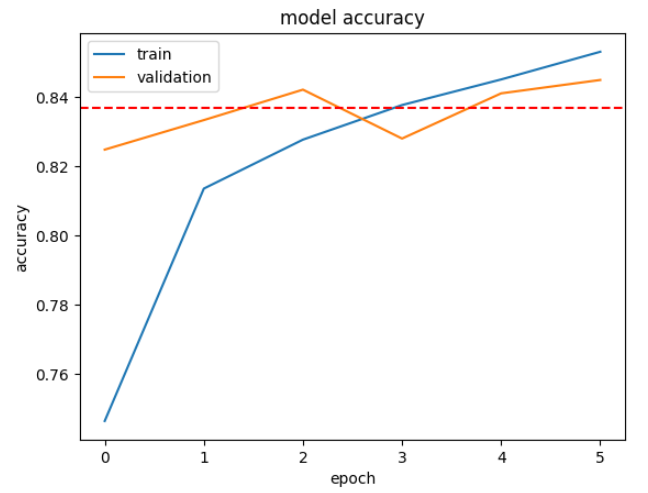 model accuracy
train
validation
0.84
0.82
0.80
0.78
0.76
accuracy
0 1 2 3 4 5
epoch